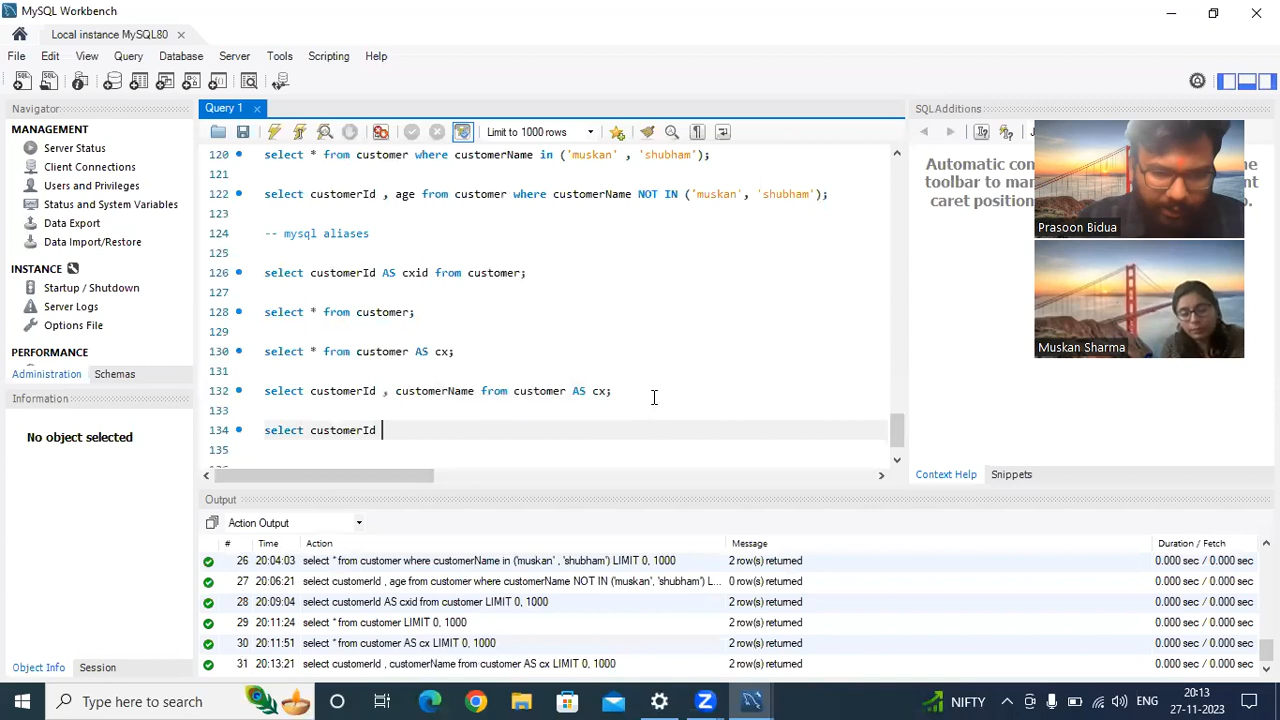 MySQL Workbench
Local instance MySQL80
File Edit View Query Database Server Tools Scripting Help
Navigator
MANAGEMENT
Server Status
Client Connections
Users and Privileges
Status and System Variables
Data Export
Data Import/Restore
INSTANCE
Startup / Shutdown
Server Logs
Options File
PERFORMANCE
Administration Schemas
Information
No object selected
Object Info Session
Query 1
Limit to 1000 rows
120 select * from customer where customerName in ('muskan' , 'shubham');
121
122 select customerId , age from customer where customerName NOT IN ('muskan', 'shubham');
123
124 -- mysql aliases
125
126 select customerId AS cxid from customer;
127
128 select * from customer;
129
130 select * from customer AS cx;
131
132 select customerId , customerName from customer AS cx;
133
134 select customerId
135
SQLAdditions
Automatic con
toolbar to mar
caret position
Prasoon Bidua
Muskan Sharma
Context Help Snippets
Output
Action Output
# Time Action Message Duration / Fetch
26 20:04:03 select * from customer where customerName in ('muskan' , 'shubham') LIMIT 0, 1000 2 row(s) returned 0.000 sec / 0.000 sec
27 20:06:21 select customerId , age from customer where customerName NOT IN ('muskan', 'shubham') L... 0 row(s) returned 0.000 sec / 0.000 sec
28 20:09:04 select customerId AS cxid from customer LIMIT 0, 1000 2 row(s) returned 0.000 sec / 0.000 sec
29 20:11:24 select * from customer LIMIT 0, 1000 2 row(s) returned 0.000 sec / 0.000 sec
30 20:11:51 select * from customer AS cx LIMIT 0, 1000 2 row(s) returned 0.000 sec / 0.000 sec
31 20:13:21 select customerId , customerName from customer AS cx LIMIT 0, 1000 2 row(s) returned 0.000 sec / 0.000 sec
Type here to search
NIFTY
ENG
20:13
27-11-2023